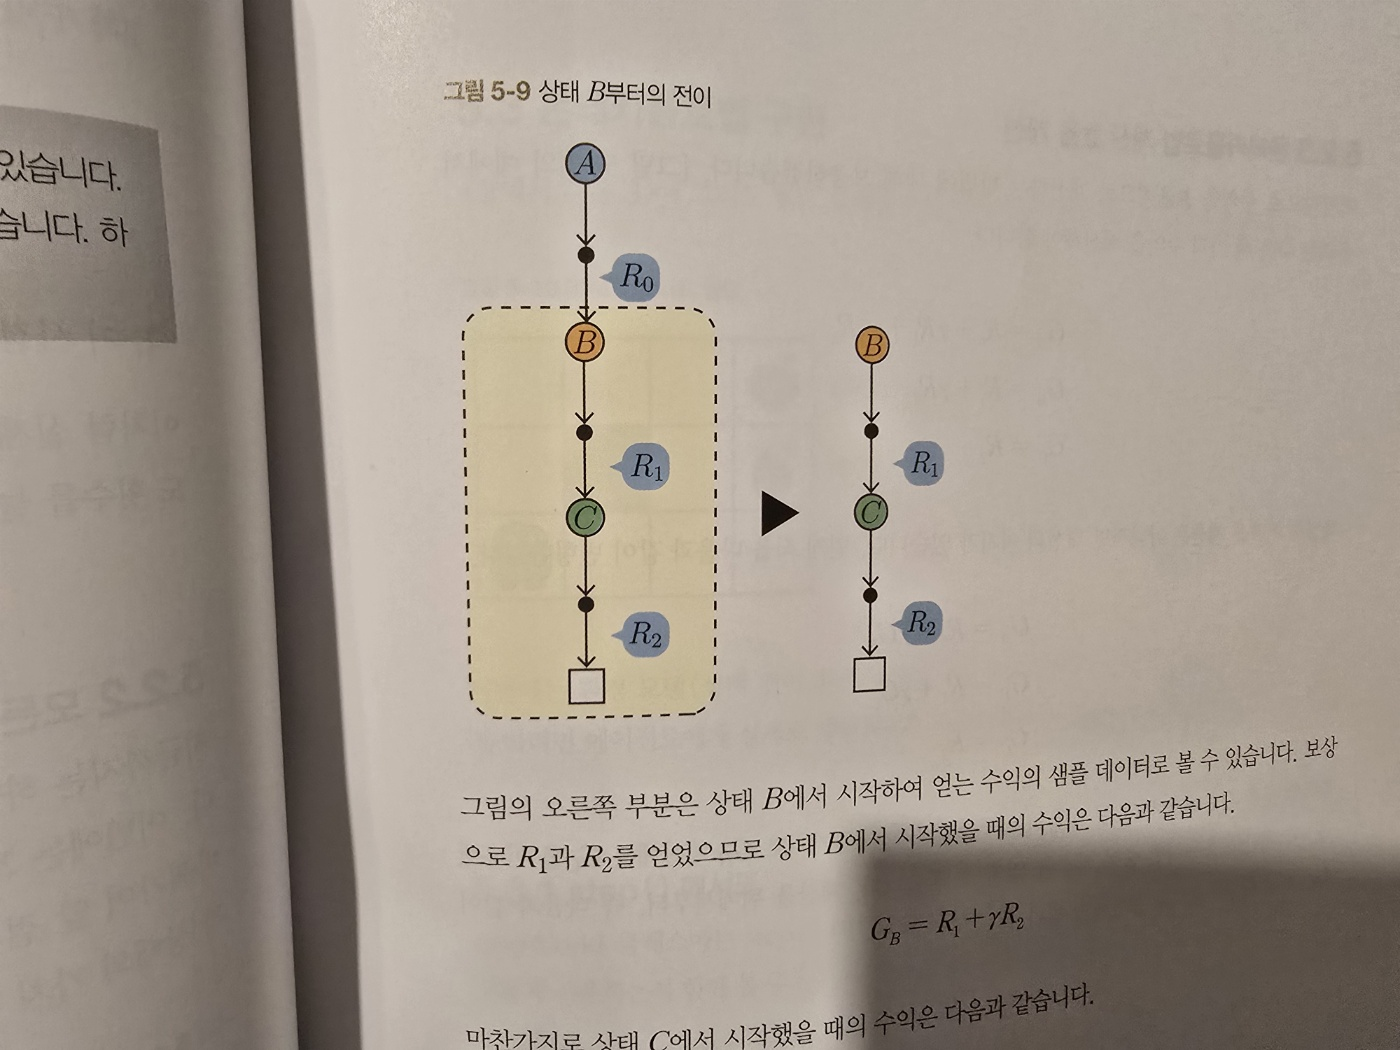 있습니다.
습니다. 하
그림 5-9 상태 B부터의 전이
A
R₀
B
R₁
C
R₂
B
R₁
C
R₂
그림의 오른쪽 부분은 상태 B에서 시작하여 얻는 수익의 샘플 데이터로 볼 수 있습니다. 보상
으로 R₁과 R₂를 얻었으므로 상태 B에서 시작했을 때의 수익은 다음과 같습니다.
G_B = R₁ + γR₂
마찬가지로 상태 C에서 시작했을 때의 수익은 다음과 같습니다.